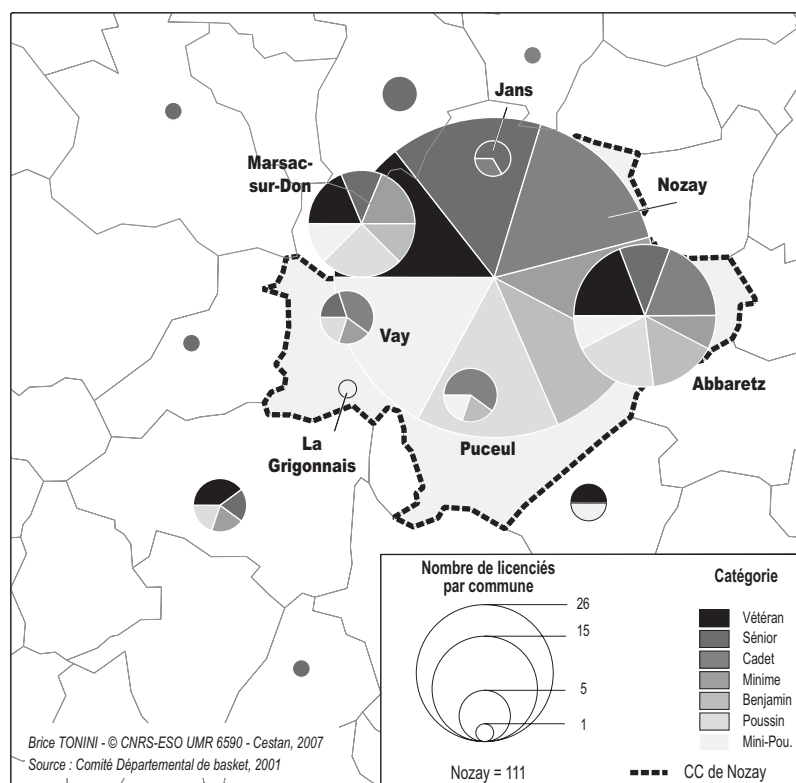 Jans
Marsac-
sur-Don
Nozay
Vay
Abbaretz
La
Grigonnais
Puceul
Nombre de licenciés
par commune
26
15
5
1
Nozay = 111
Catégorie
Vétéran
Sénior
Cadet
Minime
Benjamin
Poussin
Mini-Pou.
CC de Nozay
Brice TONINI - © CNRS-ESO UMR 6590 - Cestan, 2007
Source : Comité Départemental de basket, 2001